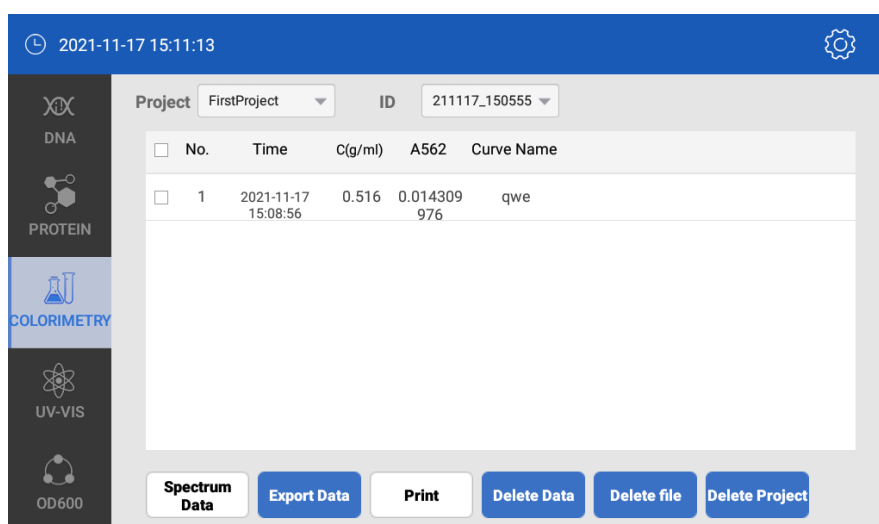 2021-11-17 15:11:13
DNA
PROTEIN
COLORIMETRY
UV-VIS
OD600
Project FirstProject ID 211117_150555
No. Time C(g/ml) A562 Curve Name
1 2021-11-17 0.516 0.014309 qwe
15:08:56 976
Spectrum Export Data Print Delete Data Delete file Delete Project
Data